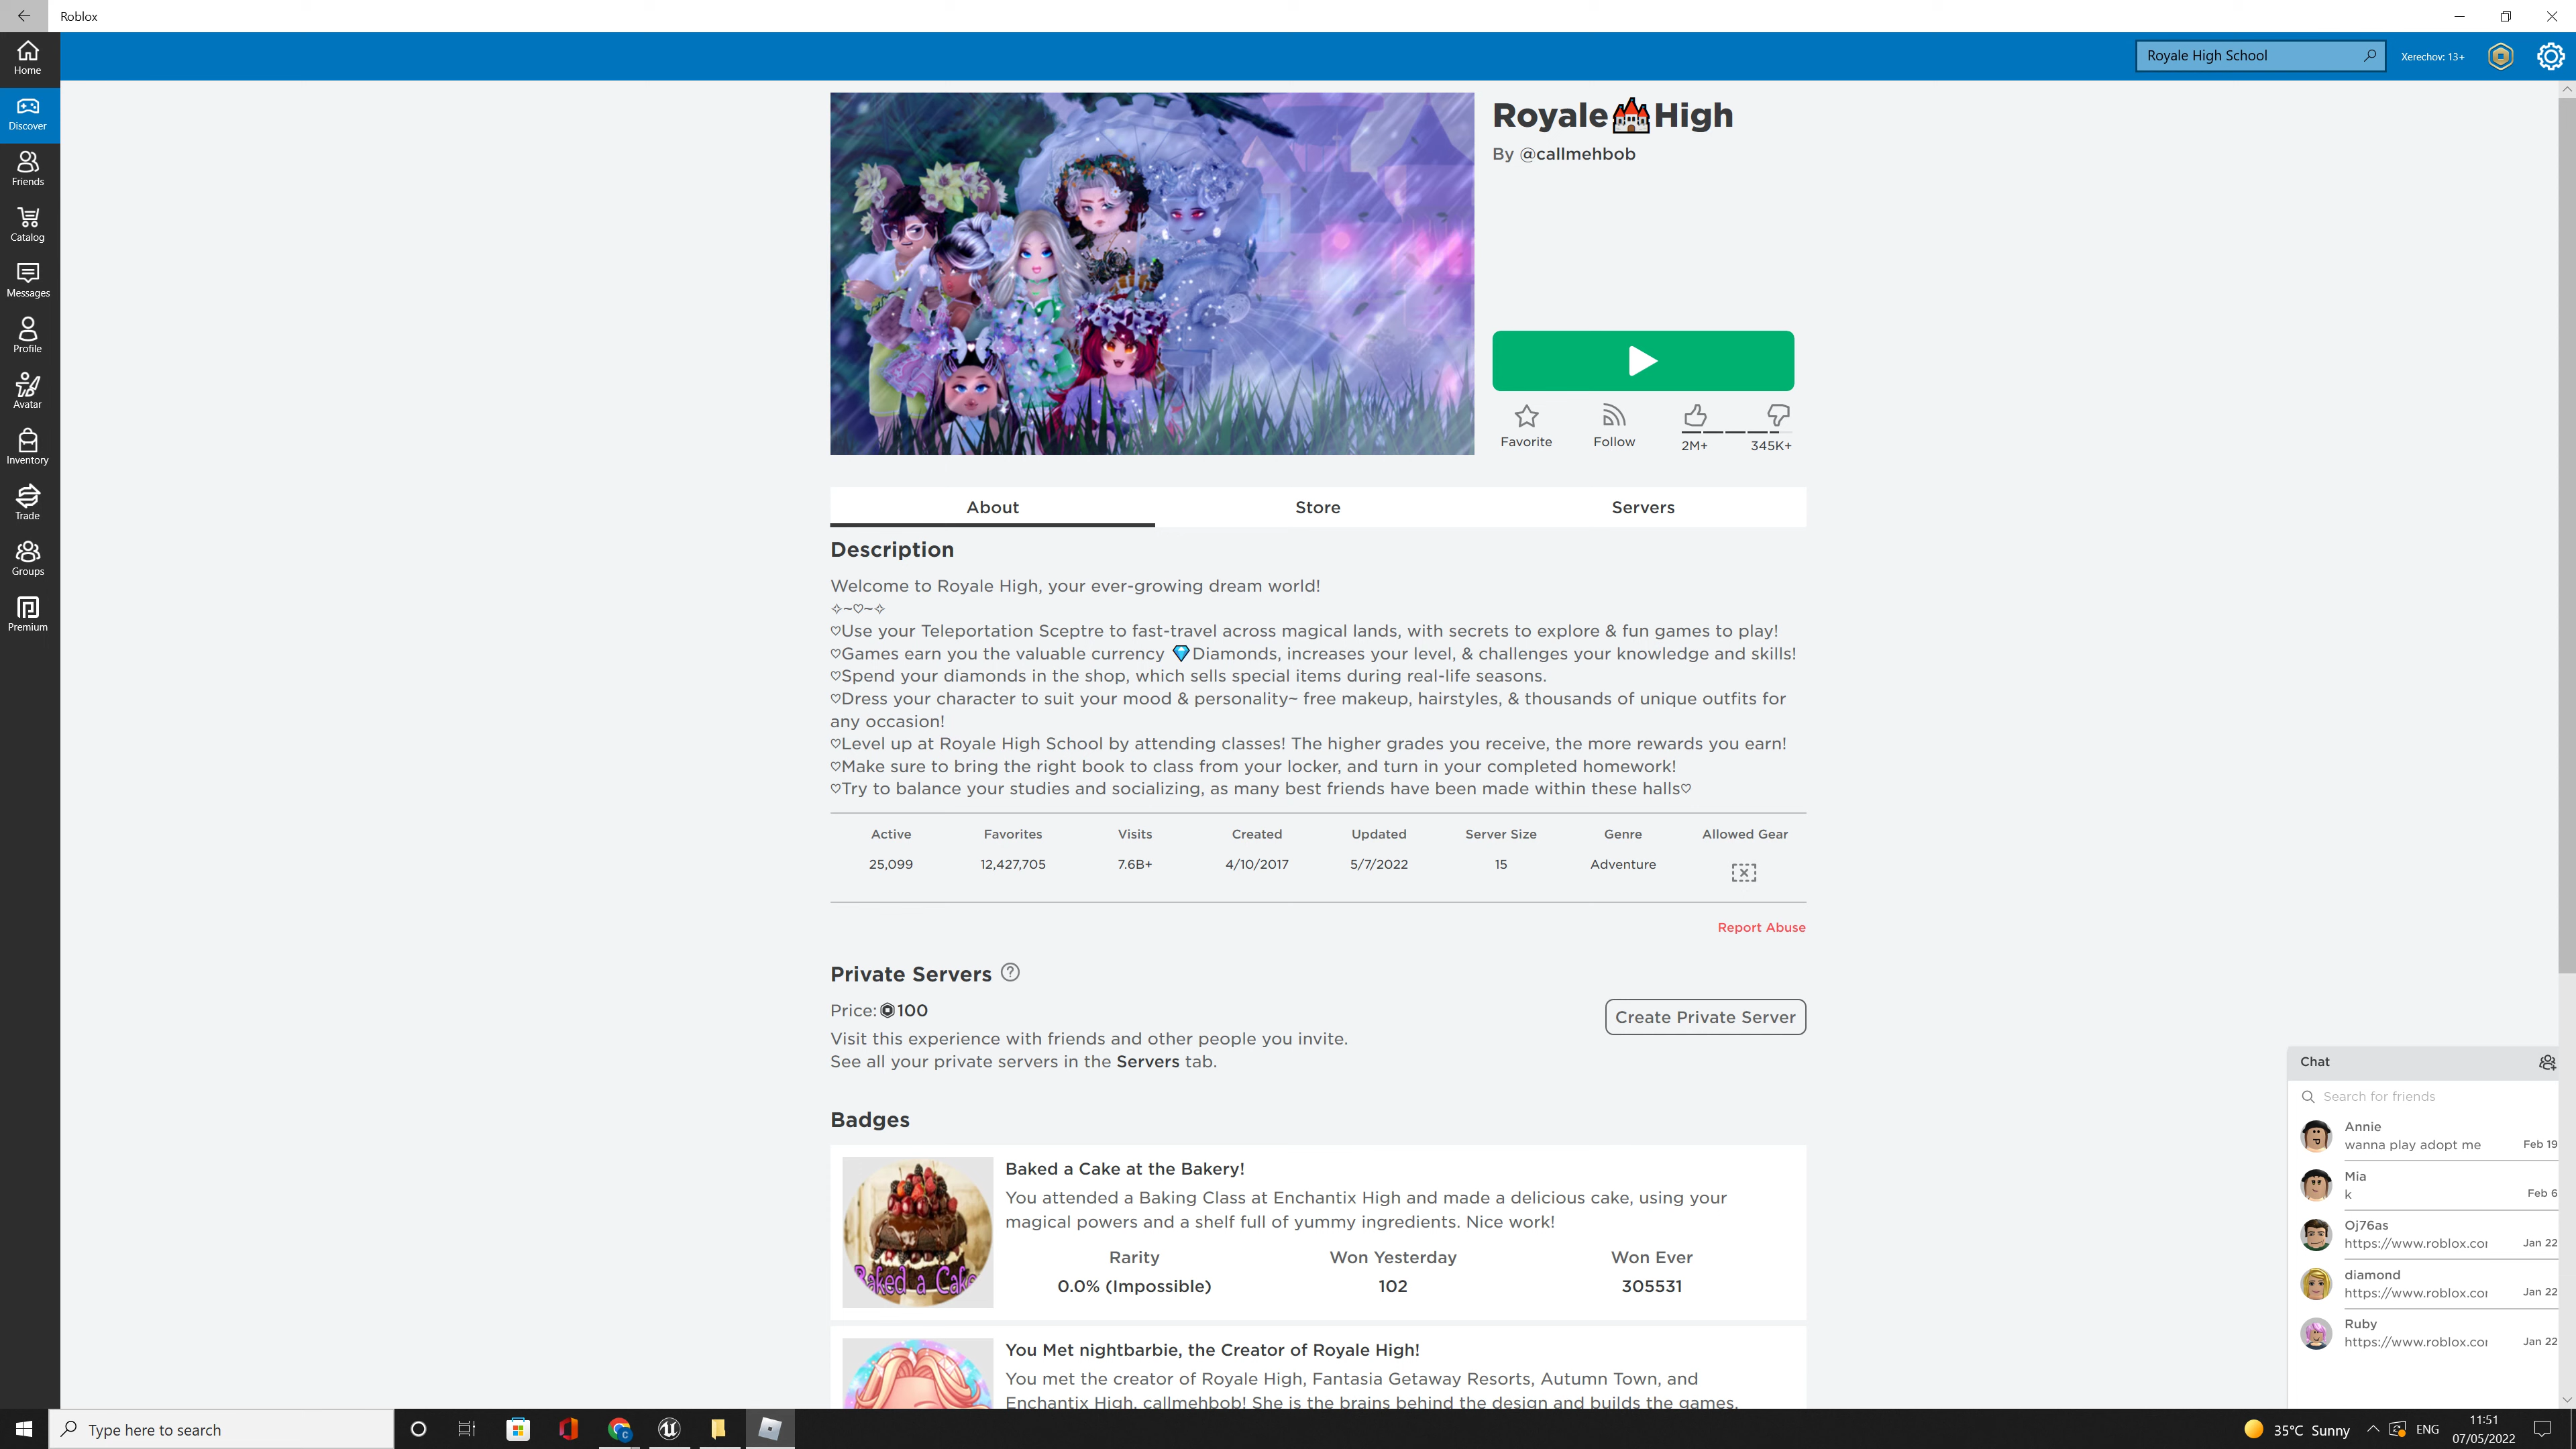 Roblox
Royale High School
Xerechov: 13+
Home
Discover
Friends
Catalog
Messages
Profile
Avatar
Inventory
Trade
Groups
Premium
Royale🏰High
By @callmehbob
Favorite
Follow
2M+
345K+
About
Store
Servers
Description
Welcome to Royale High, your ever-growing dream world!
✧~♡~✧
♡Use your Teleportation Sceptre to fast-travel across magical lands, with secrets to explore & fun games to play!
♡Games earn you the valuable currency 💎Diamonds, increases your level, & challenges your knowledge and skills!
♡Spend your diamonds in the shop, which sells special items during real-life seasons.
♡Dress your character to suit your mood & personality~ free makeup, hairstyles, & thousands of unique outfits for
any occasion!
♡Level up at Royale High School by attending classes! The higher grades you receive, the more rewards you earn!
♡Make sure to bring the right book to class from your locker, and turn in your completed homework!
♡Try to balance your studies and socializing, as many best friends have been made within these halls♡
Active Favorites Visits Created Updated Server Size Genre Allowed Gear
25,099 12,427,705 7.6B+ 4/10/2017 5/7/2022 15 Adventure
Report Abuse
Private Servers
Price: 100
Create Private Server
Visit this experience with friends and other people you invite.
See all your private servers in the Servers tab.
Badges
Baked a Cake
Baked a Cake at the Bakery!
You attended a Baking Class at Enchantix High and made a delicious cake, using your
magical powers and a shelf full of yummy ingredients. Nice work!
Rarity Won Yesterday Won Ever
0.0% (Impossible) 102 305531
You Met nightbarbie, the Creator of Royale High!
You met the creator of Royale High, Fantasia Getaway Resorts, Autumn Town, and
Enchantix High, callmehbob! She is the brains behind the design and builds the games.
Chat
Search for friends
Annie
wanna play adopt me Feb 19
Mia
k Feb 6
Oj76as
https://www.roblox.co Jan 22
diamond
https://www.roblox.co Jan 22
Ruby
https://www.roblox.co Jan 22
Type here to search
35°C Sunny
ENG
11:51
07/05/2022